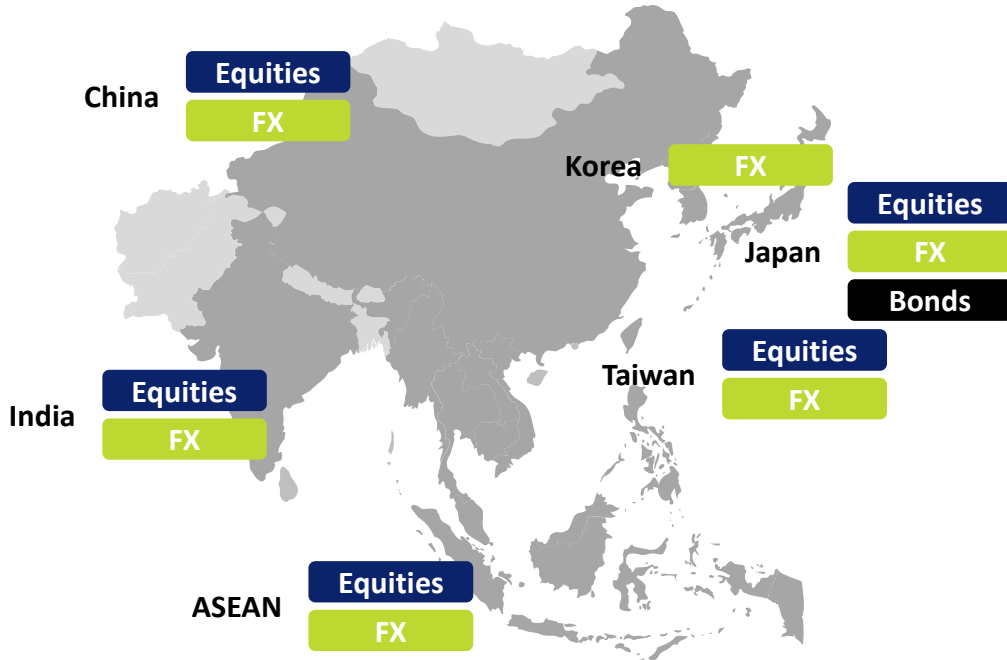 China
Equities
FX
Korea
FX
Japan
Equities
FX
Bonds
Taiwan
Equities
FX
India
Equities
FX
ASEAN
Equities
FX